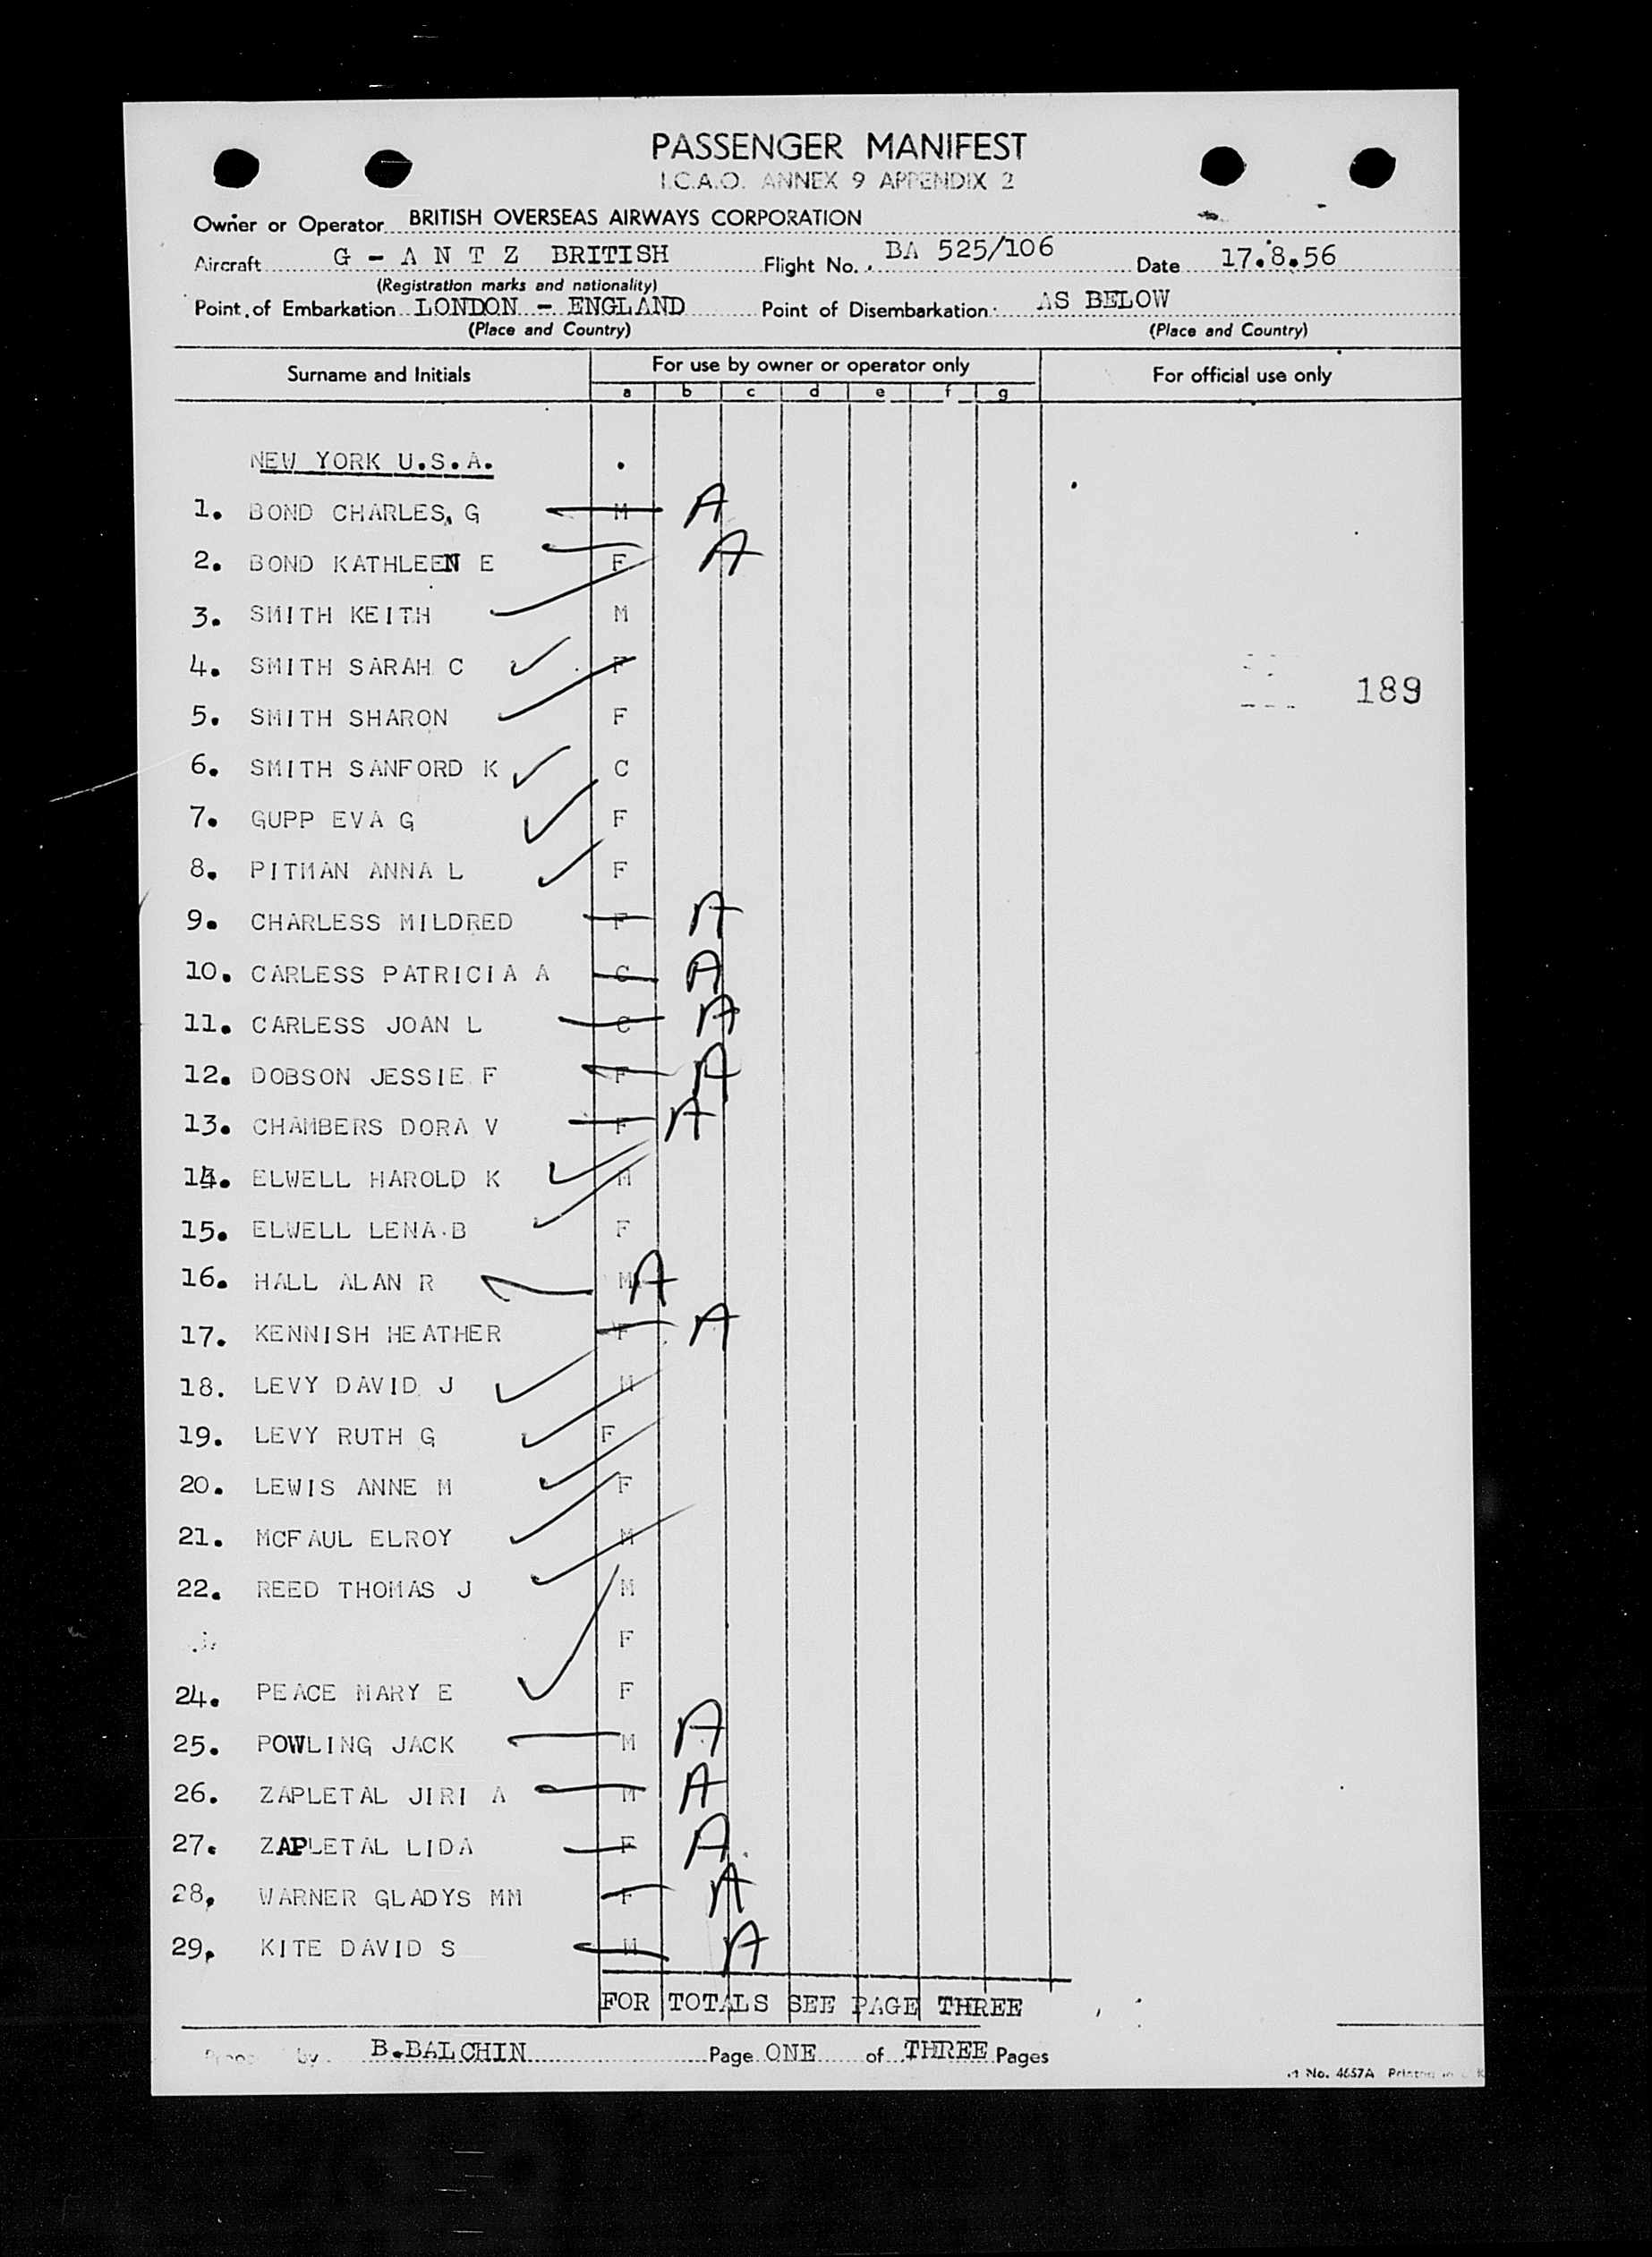 PASSENGER MANIFEST
I.C.A.O. ANNEX 9 APPENDIX 2
Owner or Operator BRITISH OVERSEAS AIRWAYS CORPORATION
Aircraft G - A N T Z BRITISH Flight No. BA 525/106 Date 17.8.56
(Registration marks and nationality)
Point of Embarkation LONDON - ENGLAND Point of Disembarkation AS BELOW
(Place and Country) (Place and Country)
Surname and Initials For use by owner or operator only For official use only
a b c d e f g
NEW YORK U.S.A.
1. BOND CHARLES, G M A
2. BOND KATHLEEN E F A
3. SMITH KEITH M
4. SMITH SARAH C F
189
5. SMITH SHARON F
6. SMITH SANFORD K C
7. GUPP EVA G F
8. PITMAN ANNA L F
9. CHARLESS MILDRED F A
10. CARLESS PATRICIA A C A
11. CARLESS JOAN L C A
12. DOBSON JESSIE F F A
13. CHAMBERS DORA V F A
14. ELWELL HAROLD K M
15. ELWELL LENA B F
16. HALL ALAN R M A
17. KENNISH HEATHER F A
18. LEVY DAVID J M
19. LEVY RUTH G F
20. LEWIS ANNE M F
21. MCFAUL ELROY M
22. REED THOMAS J M
F
24. PEACE MARY E F
25. POWLING JACK M A
26. ZAPLETAL JIRI A M A
27. ZAPLETAL LIDA F A
28. WARNER GLADYS MM F A
29. KITE DAVID S M A
FOR TOTALS SEE PAGE THREE
by B.BALCHIN Page ONE of THREE Pages
No. 4657A Printed in